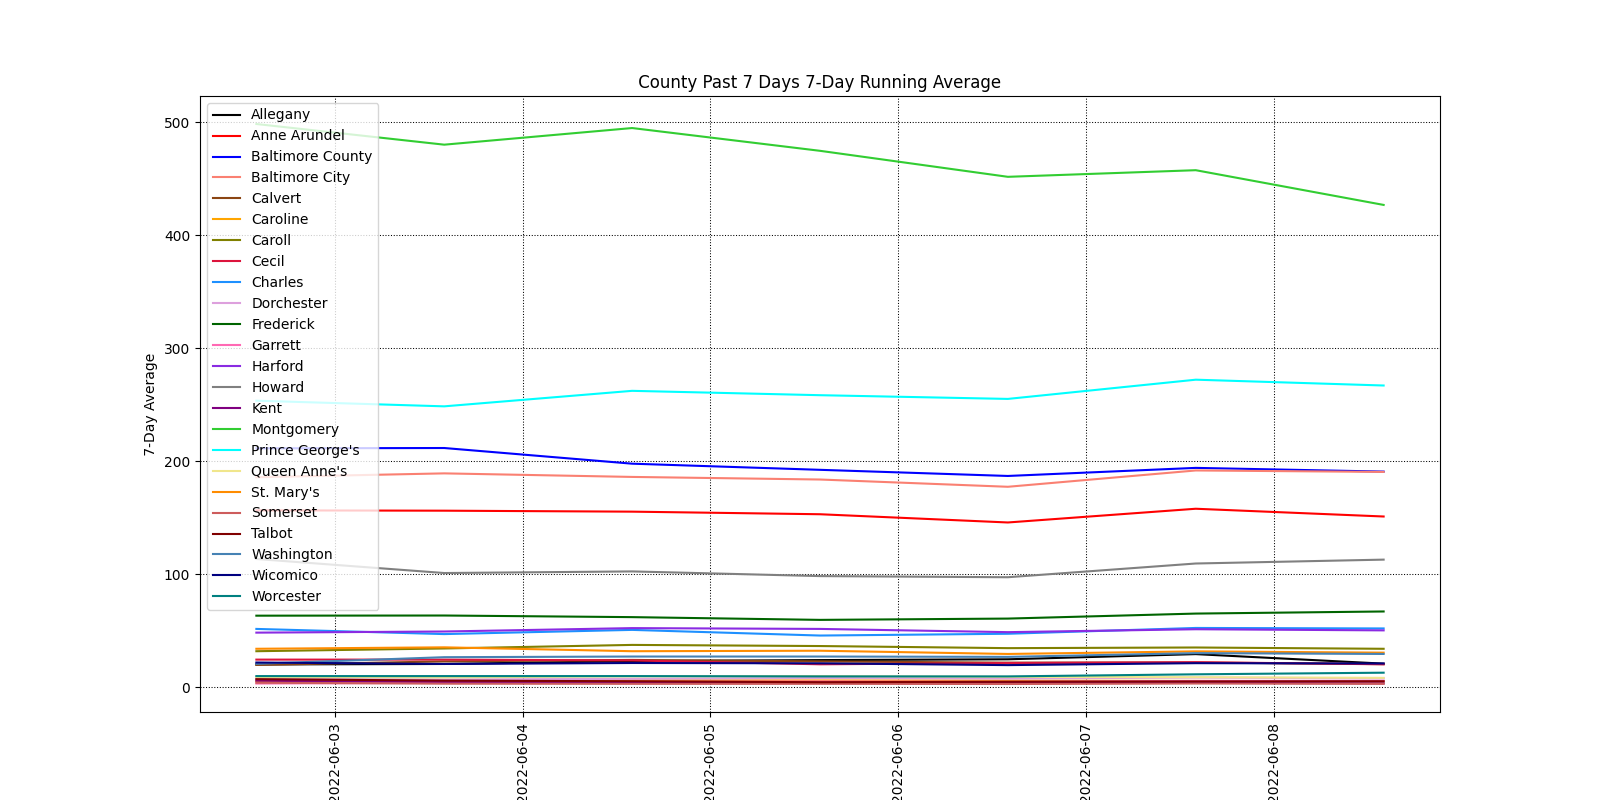 County Past 7 Days 7-Day Running Average
Allegany
Anne Arundel
Baltimore County
Baltimore City
Calvert
Caroline
Caroll
Cecil
Charles
Dorchester
Frederick
Garrett
Harford
Howard
Kent
Montgomery
Prince George's
Queen Anne's
St. Mary's
Somerset
Talbot
Washington
Wicomico
Worcester
7-Day Average
500
400
300
200
100
0
2022-06-03
2022-06-04
2022-06-05
2022-06-06
2022-06-07
2022-06-08